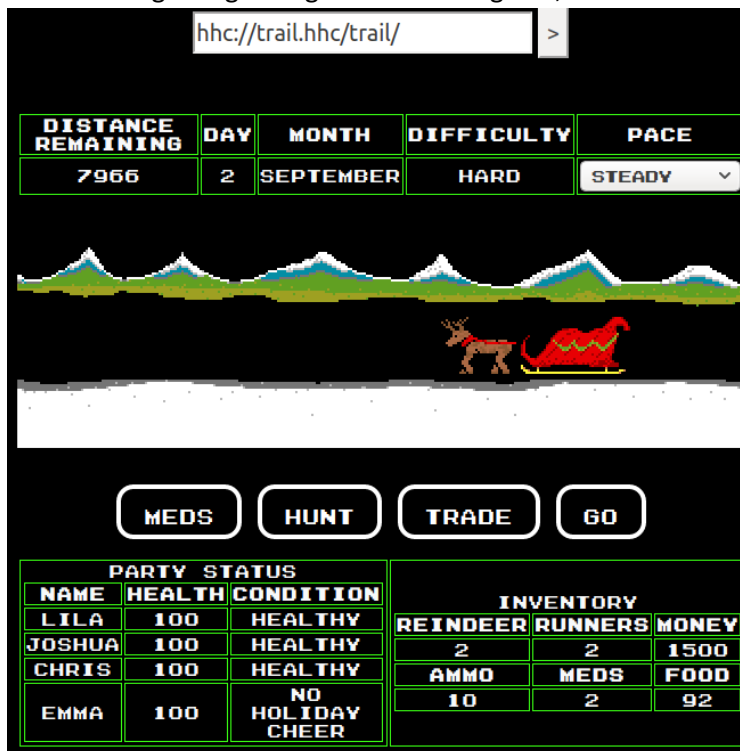 hhc://trail.hhc/trail/ >
DISTANCE REMAINING DAY MONTH DIFFICULTY PACE
7966 2 SEPTEMBER HARD STEADY
MEDS HUNT TRADE GO
PARTY STATUS
NAME HEALTH CONDITION
LILA 100 HEALTHY
JOSHUA 100 HEALTHY
CHRIS 100 HEALTHY
EMMA 100 NO HOLIDAY CHEER
INVENTORY
REINDEER RUNNERS MONEY
2 2 1500
AMMO MEDS FOOD
10 2 92